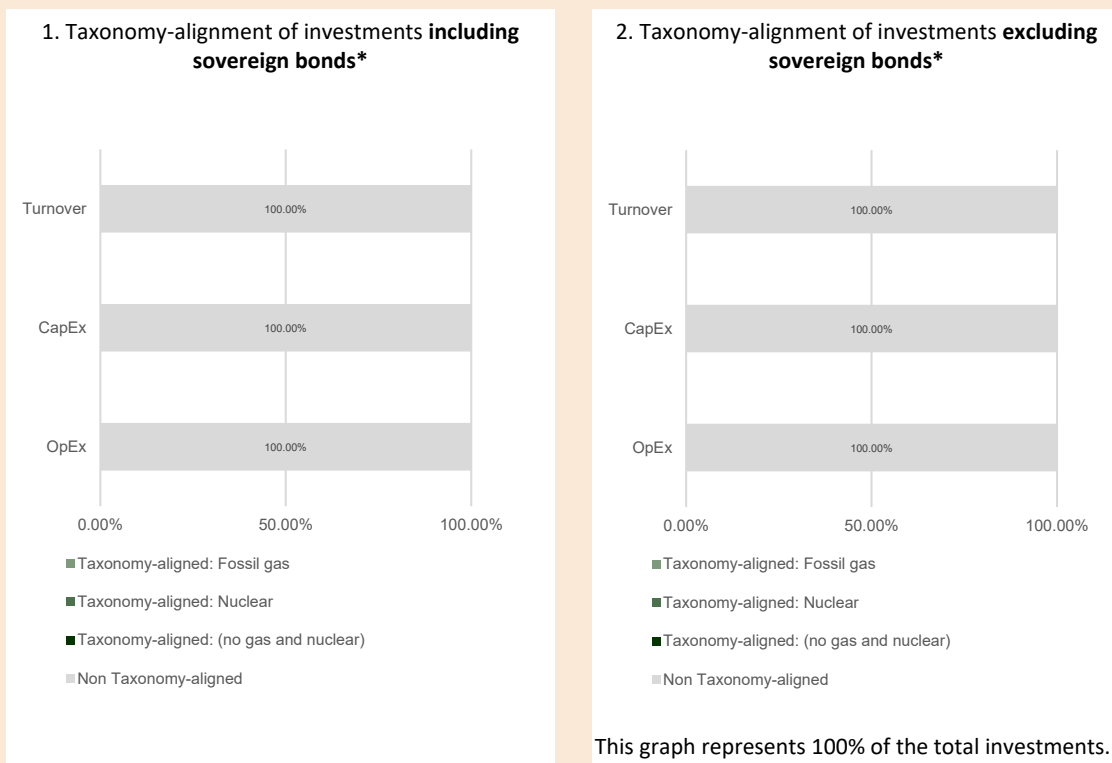 1. Taxonomy-alignment of investments including
sovereign bonds*
Turnover
100.00%
CapEx
100.00%
OpEx
100.00%
0.00%
50.00%
100.00%
Taxonomy-aligned: Fossil gas
Taxonomy-aligned: Nuclear
Taxonomy-aligned: (no gas and nuclear)
Non Taxonomy-aligned
2. Taxonomy-alignment of investments excluding
sovereign bonds*
Turnover
100.00%
CapEx
100.00%
OpEx
100.00%
0.00%
50.00%
100.00%
Taxonomy-aligned: Fossil gas
Taxonomy-aligned: Nuclear
Taxonomy-aligned: (no gas and nuclear)
Non Taxonomy-aligned
This graph represents 100% of the total investments.